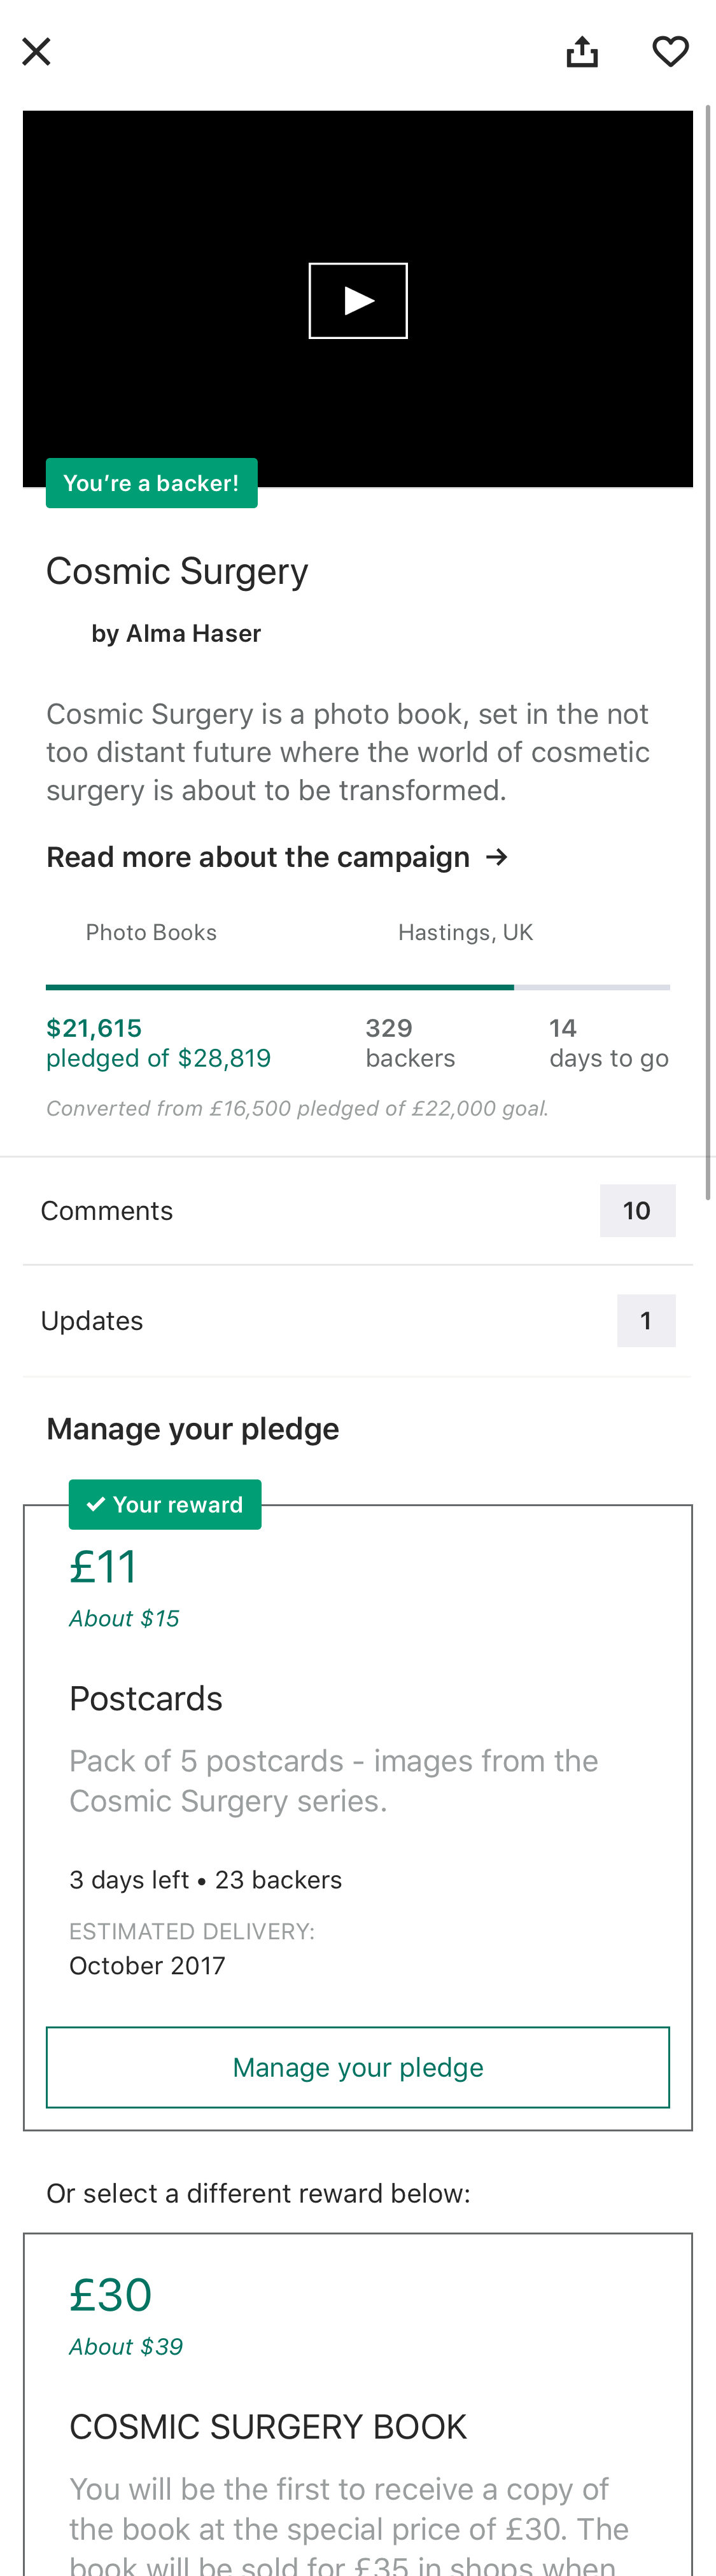 You’re a backer!
Cosmic Surgery
by Alma Haser
Cosmic Surgery is a photo book, set in the not
too distant future where the world of cosmetic
surgery is about to be transformed.
Read more about the campaign →
Photo Books Hastings, UK
$21,615 329 14
pledged of $28,819 backers days to go
Converted from £16,500 pledged of £22,000 goal.
Comments 10
Updates 1
Manage your pledge
✓ Your reward
£11
About $15
Postcards
Pack of 5 postcards - images from the
Cosmic Surgery series.
3 days left • 23 backers
ESTIMATED DELIVERY:
October 2017
Manage your pledge
Or select a different reward below:
£30
About $39
COSMIC SURGERY BOOK
You will be the first to receive a copy of
the book at the special price of £30. The
book will be sold for £35 in shops when